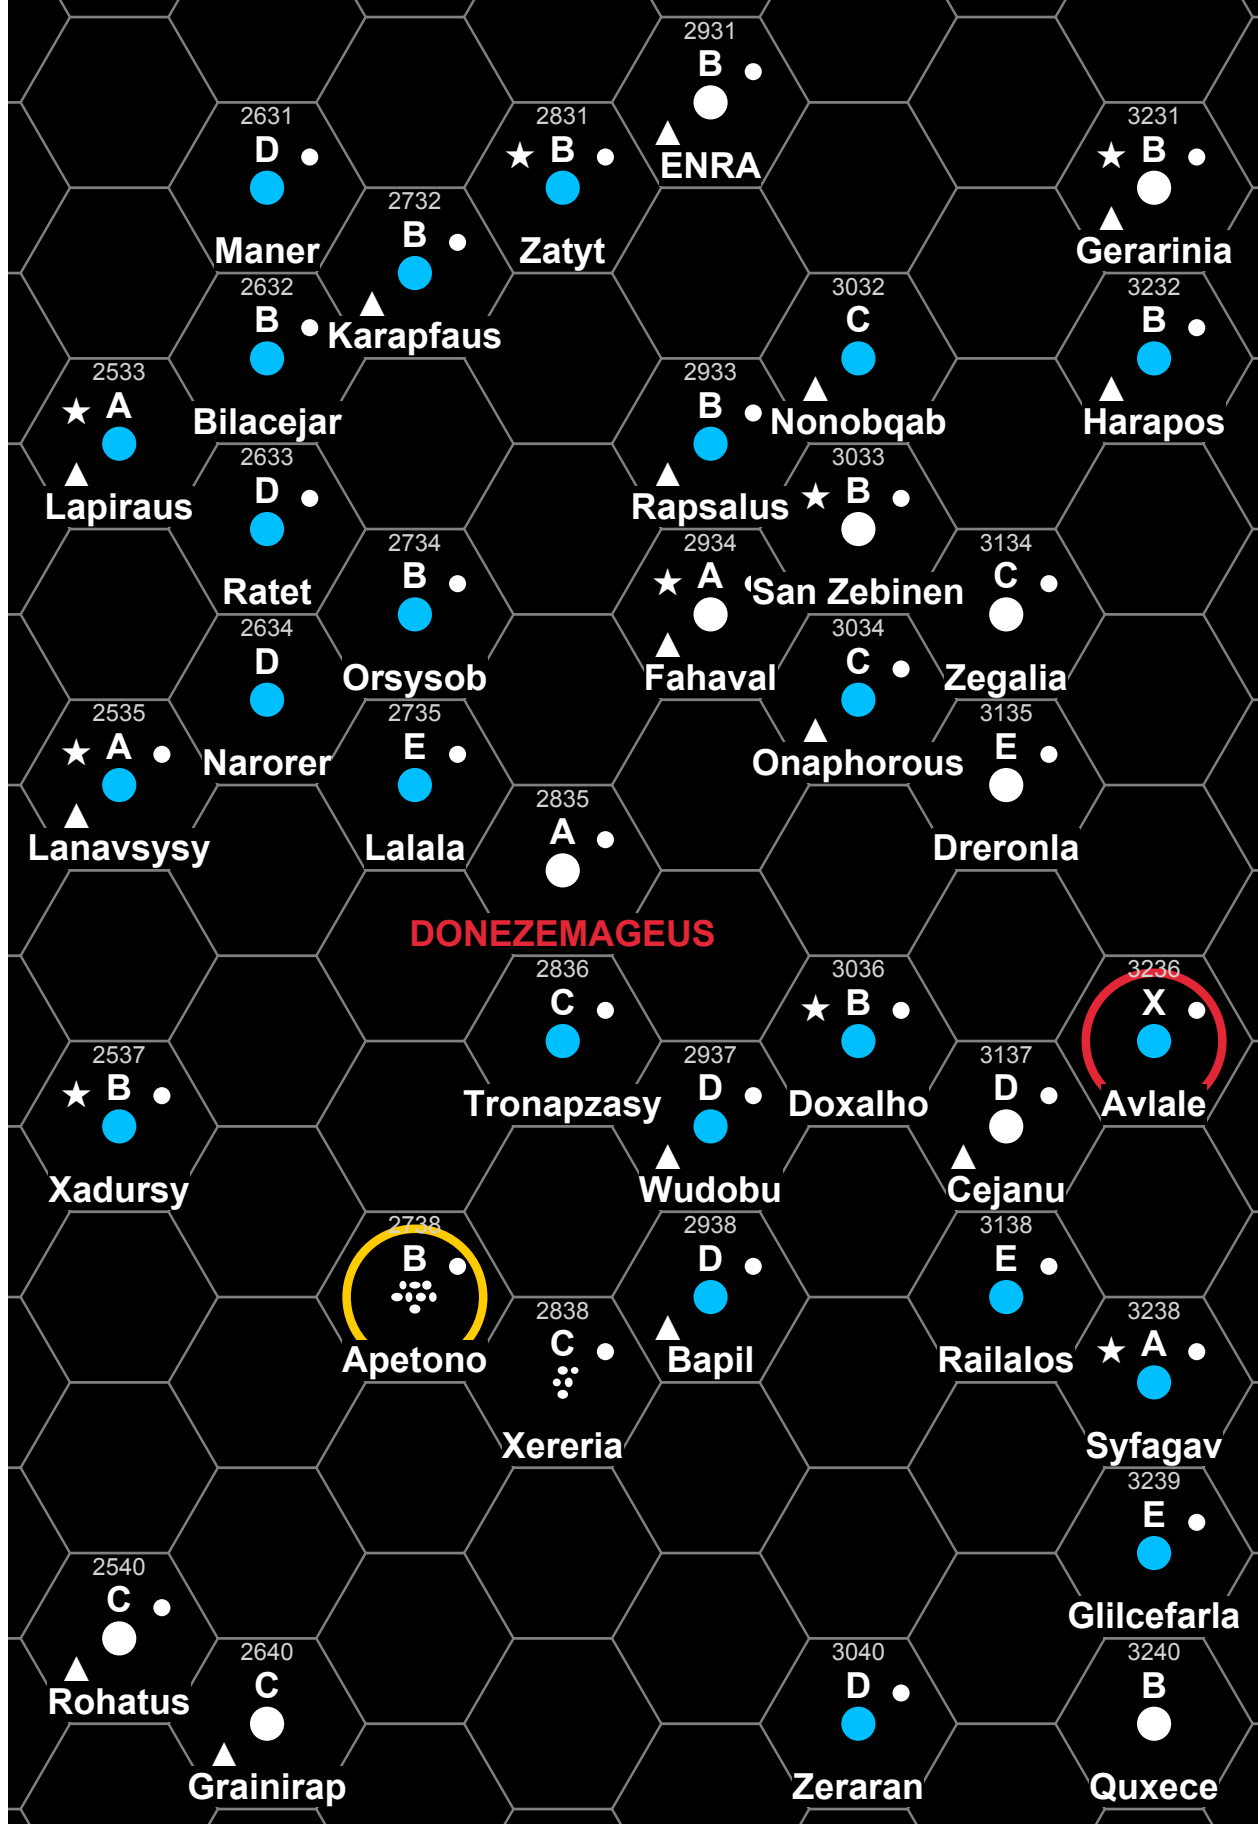 2931
B
ENRA
2631
D
Maner
2831
B
Zatyt
3231
B
Gerarinia
2732
B
Karapfaus
2632
B
Bilacejar
3032
C
Nonobqab
3232
B
Harapos
2533
A
Lapiraus
2933
B
Rapsalus
2633
D
Ratet
3033
B
San Zebinen
2734
B
Orsysob
2934
A
Fahaval
3134
C
Zegalia
2634
D
Narorer
3034
C
Onaphorous
2535
A
Lanavsysy
2735
E
Lalala
3135
E
Dreronla
2835
A
DONEZEMAGEUS
2836
C
Tronapzasy
3036
B
Doxalho
3236
X
Avlale
2537
B
Xadursy
2937
D
Wudobu
3137
D
Cejanu
2738
B
Apetono
2938
D
Bapil
3138
E
Railalos
2838
C
Xereria
3238
A
Syfagav
3239
E
Glilcefarla
2540
C
Rohatus
2640
C
Grainirap
3040
D
Zeraran
3240
B
Quxece